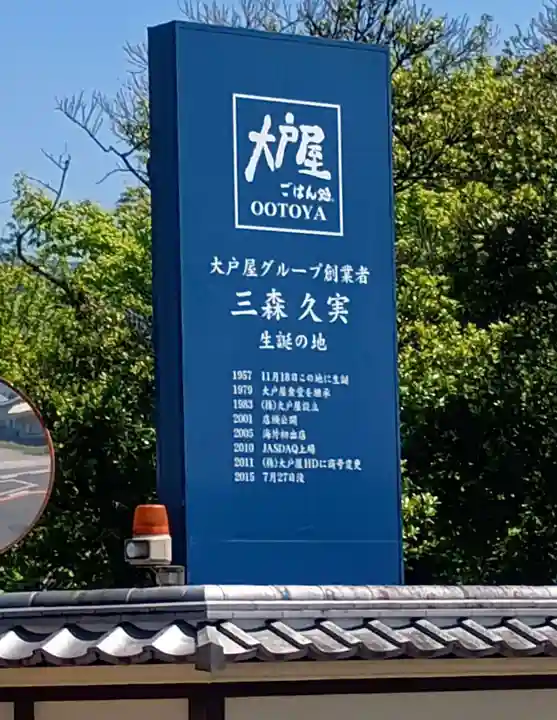 大戸屋
ごはん処
OOTOYA
大戸屋グループ創業者
三森 久実
生誕の地
1957 11月18日この地に生誕
1979 大戸屋食堂を継承
1983 (株)大戸屋設立
2001 店頭公開
2005 海外初出店
2010 JASDAQ上場
2011 (株)大戸屋HDに商号変更
2015 7月27日没